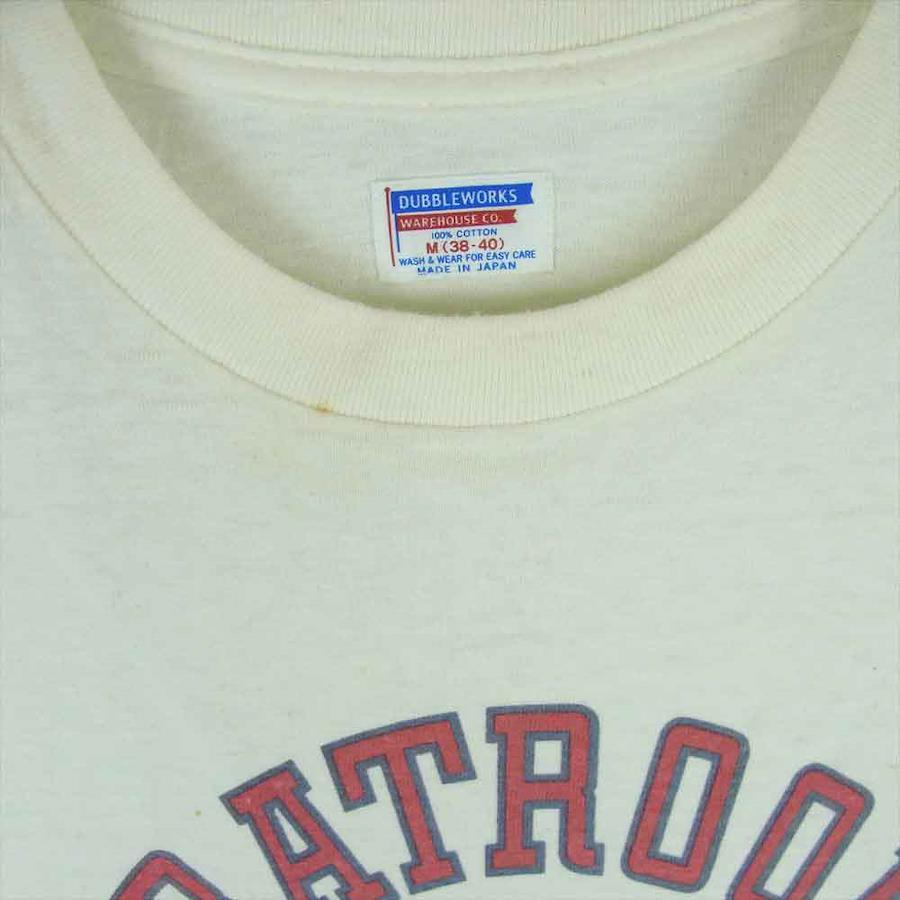 DUBBLEWORKS
WAREHOUSE CO.
100% COTTON
M (38-40)
WASH & WEAR FOR EASY CARE
MADE IN JAPAN
ATROO